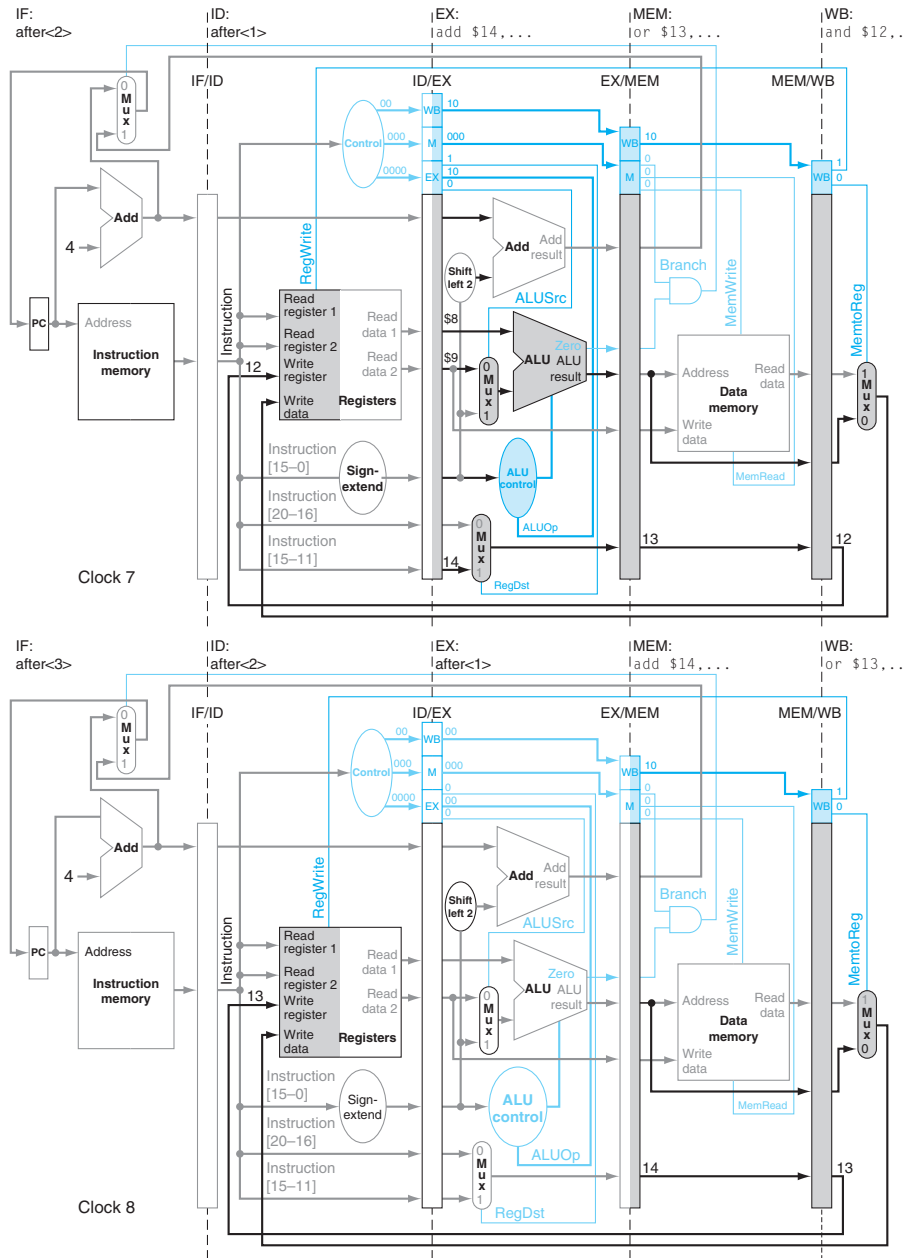 IF:
after<2>
ID:
after<1>
EX:
add $14,...
MEM:
or $13,...
WB:
and $12,..
IF/ID
ID/EX
EX/MEM
MEM/WB
0
Mux
1
Control
00
000
0000
WB
M
EX
10
000
1
10
0
WB
M
10
0
0
0
WB
1
0
Add
4
RegWrite
Shift
left 2
Add
Add
result
Branch
MemWrite
ALUSrc
MemtoReg
PC
Address
Instruction
memory
Instruction
Read
register 1
Read
register 2
Write
register
Write
data
Registers
Read
data 1
Read
data 2
12
$8
$9
0
Mux
1
Zero
ALU
ALU
result
Address
Read
data
Data
memory
Write
data
1
Mux
0
Instruction
[15–0]
Sign-
extend
ALU
control
MemRead
Instruction
[20–16]
ALUOp
Instruction
[15–11]
0
Mux
1
14
13
12
RegDst
Clock 7
IF:
after<3>
ID:
after<2>
EX:
after<1>
MEM:
add $14,...
WB:
or $13,..
IF/ID
ID/EX
EX/MEM
MEM/WB
0
Mux
1
Control
00
000
0000
WB
M
EX
00
000
0
00
0
WB
M
10
0
0
0
WB
1
0
Add
4
RegWrite
Shift
left 2
Add
Add
result
Branch
MemWrite
ALUSrc
MemtoReg
PC
Address
Instruction
memory
Instruction
Read
register 1
Read
register 2
Write
register
Write
data
Registers
Read
data 1
Read
data 2
13
0
Mux
1
Zero
ALU
ALU
result
Address
Read
data
Data
memory
Write
data
1
Mux
0
Instruction
[15–0]
Sign-
extend
ALU
control
MemRead
Instruction
[20–16]
ALUOp
Instruction
[15–11]
0
Mux
1
14
13
RegDst
Clock 8